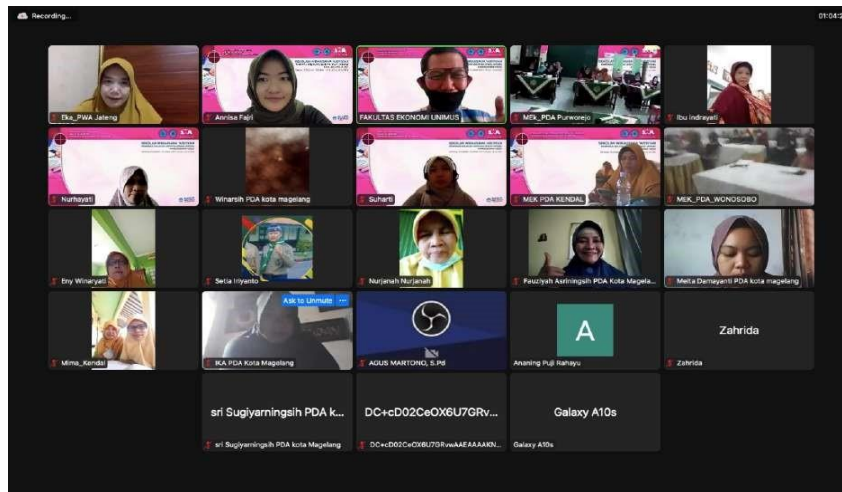 Recording...
01:04:2
Eka_PWA Jateng
Annisa Fajri
FAKULTAS EKONOMI UNIMUS
MEk_PDA Purworejo
Ibu indrayati
Nurhayati
Winarsih PDA kota magelang
Suharti
MEK PDA KENDAL
MEK_PDA_WONOSOBO
Eny Winaryati
Setia Iriyanto
Nurjanah Nurjanah
Fauziyah Asriningsih PDA Kota Magela...
Meita Damayanti PDA kota magelang
Mima_Kendal
Ask to Unmute
IKA PDA Kota Magelang
AGUS MARTONO, S.Pd
A
Ananing Puji Rahayu
Zahrida
Zahrida
sri Sugiyarningsih PDA k...
sri Sugiyarningsih PDA kota Magelang
DC+cD02CeOX6U7GRv...
Galaxy A10s
Galaxy A10s